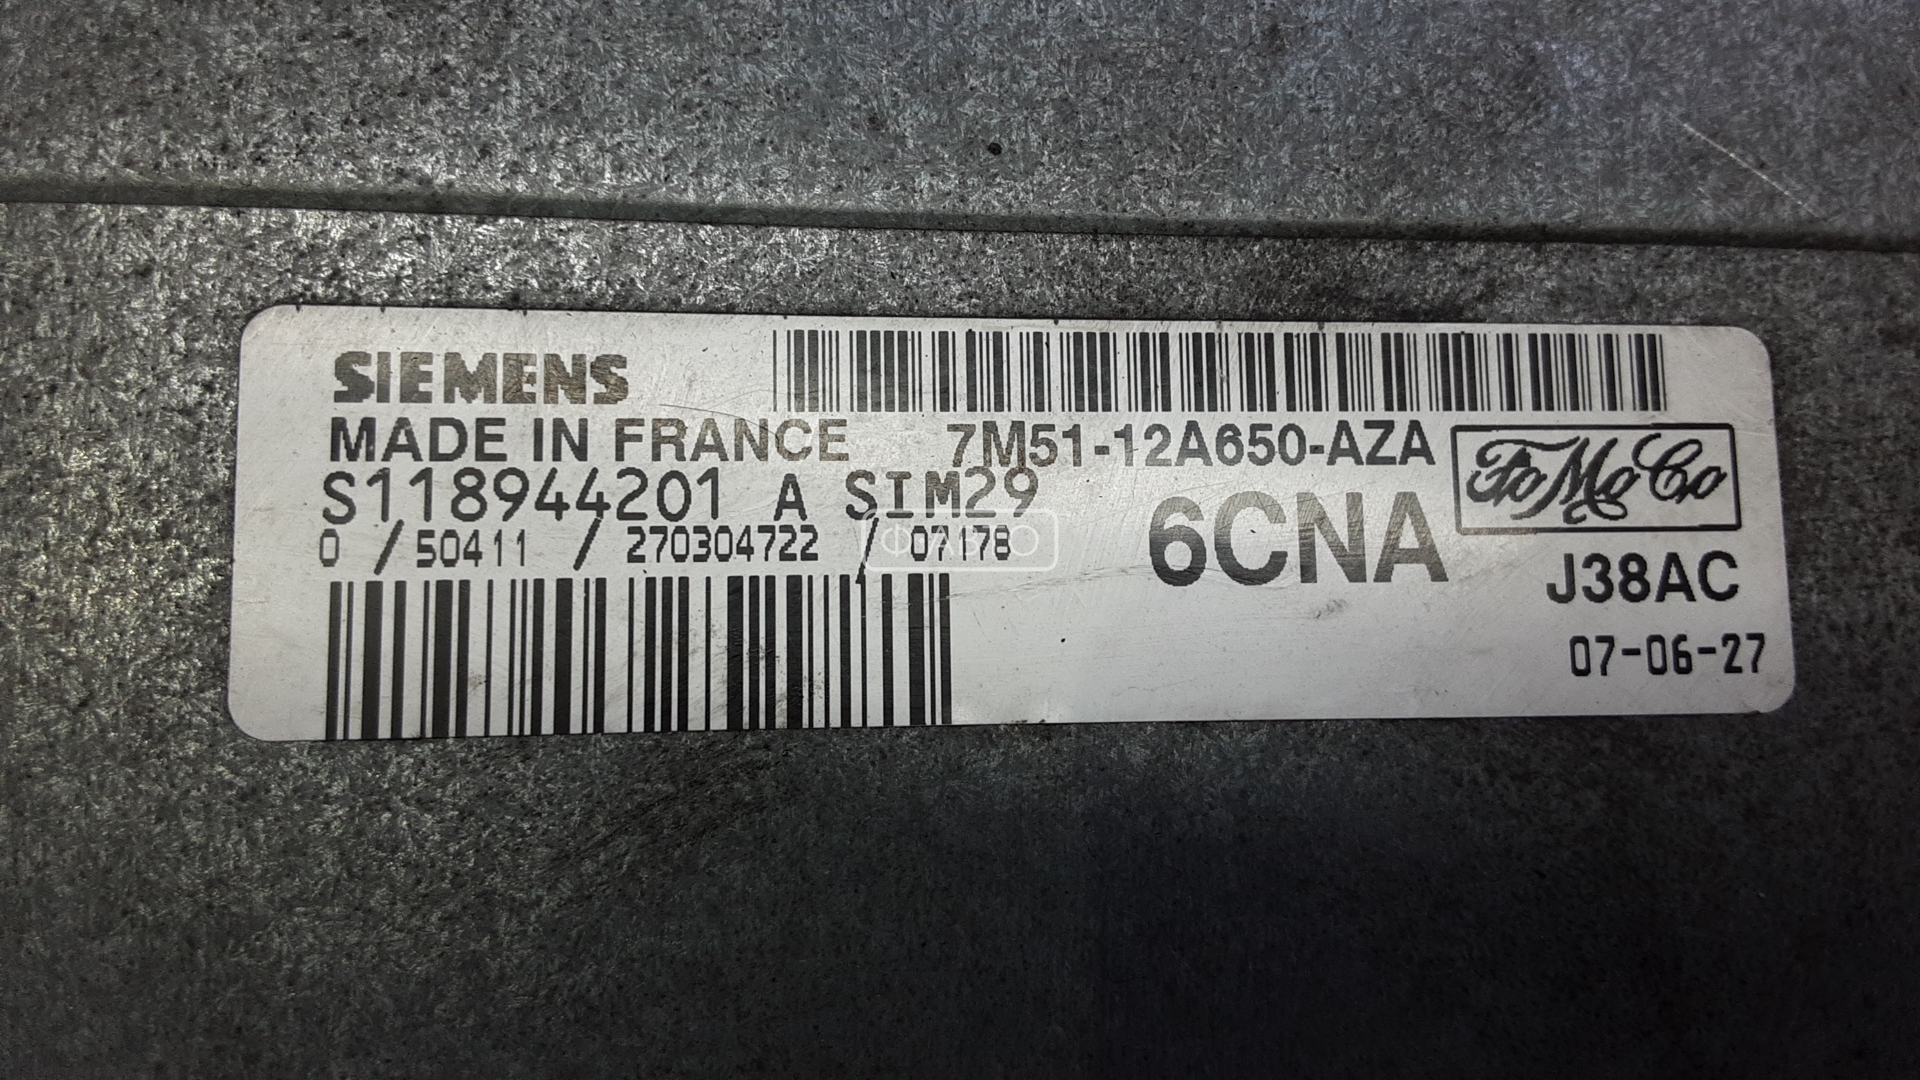 SIEMENS
MADE IN FRANCE 7M51-12A650-AZA
FoMoCo
S118944201 A SIM29
6CNA
0 / 50411 / 270304722 / 07178
J38AC
07-06-27